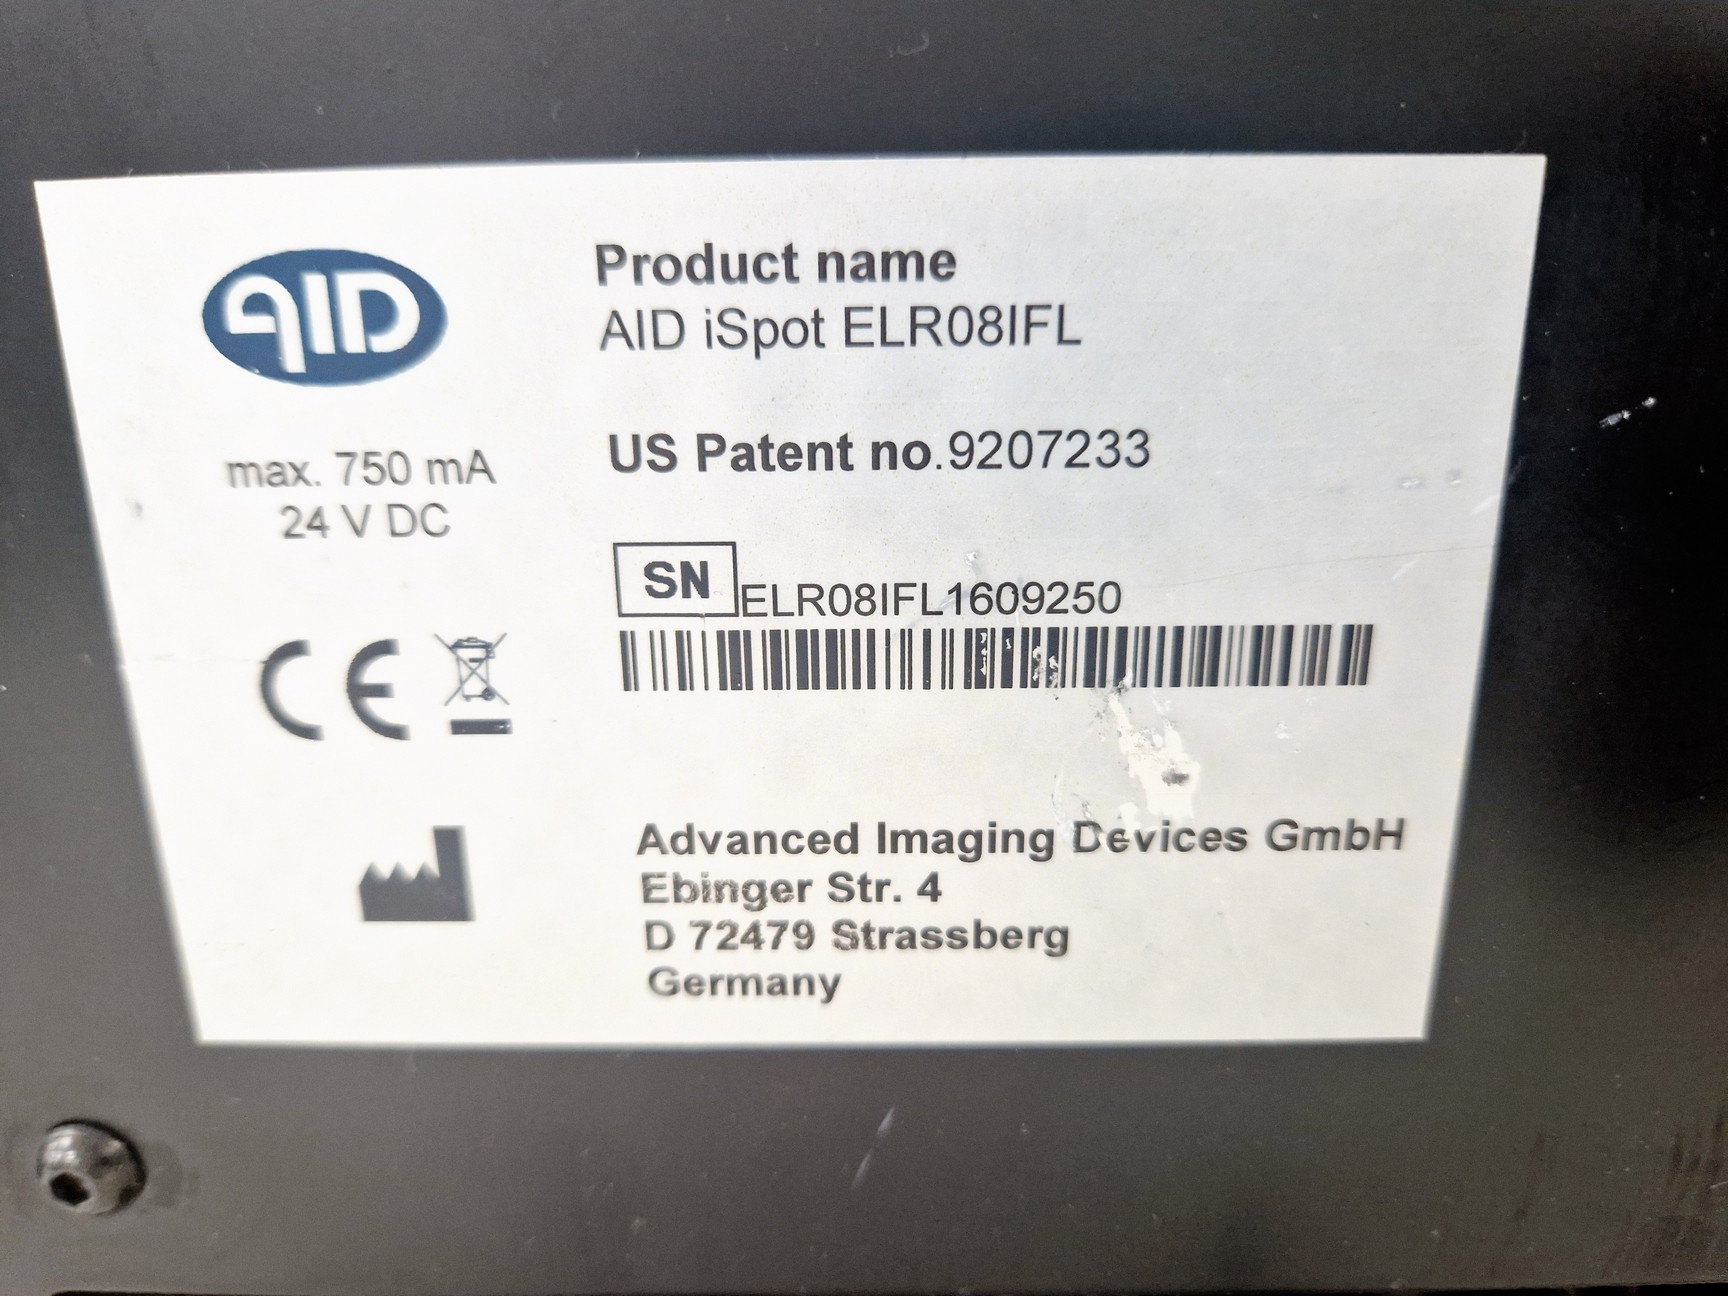 AID
Product name
AID iSpot ELR08IFL
US Patent no.9207233
max. 750 mA
24 V DC
SN ELR08IFL1609250
CE
Advanced Imaging Devices GmbH
Ebinger Str. 4
D 72479 Strassberg
Germany